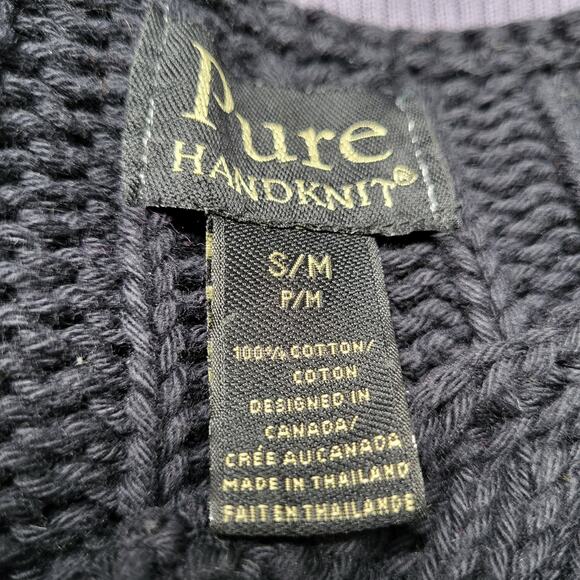 Pure
HANDKNIT®
S/M
P/M
100% COTTON/
COTON
DESIGNED IN
CANADA/
CRÉE AU CANADA
MADE IN THAILAND
FAIT EN THAILANDE